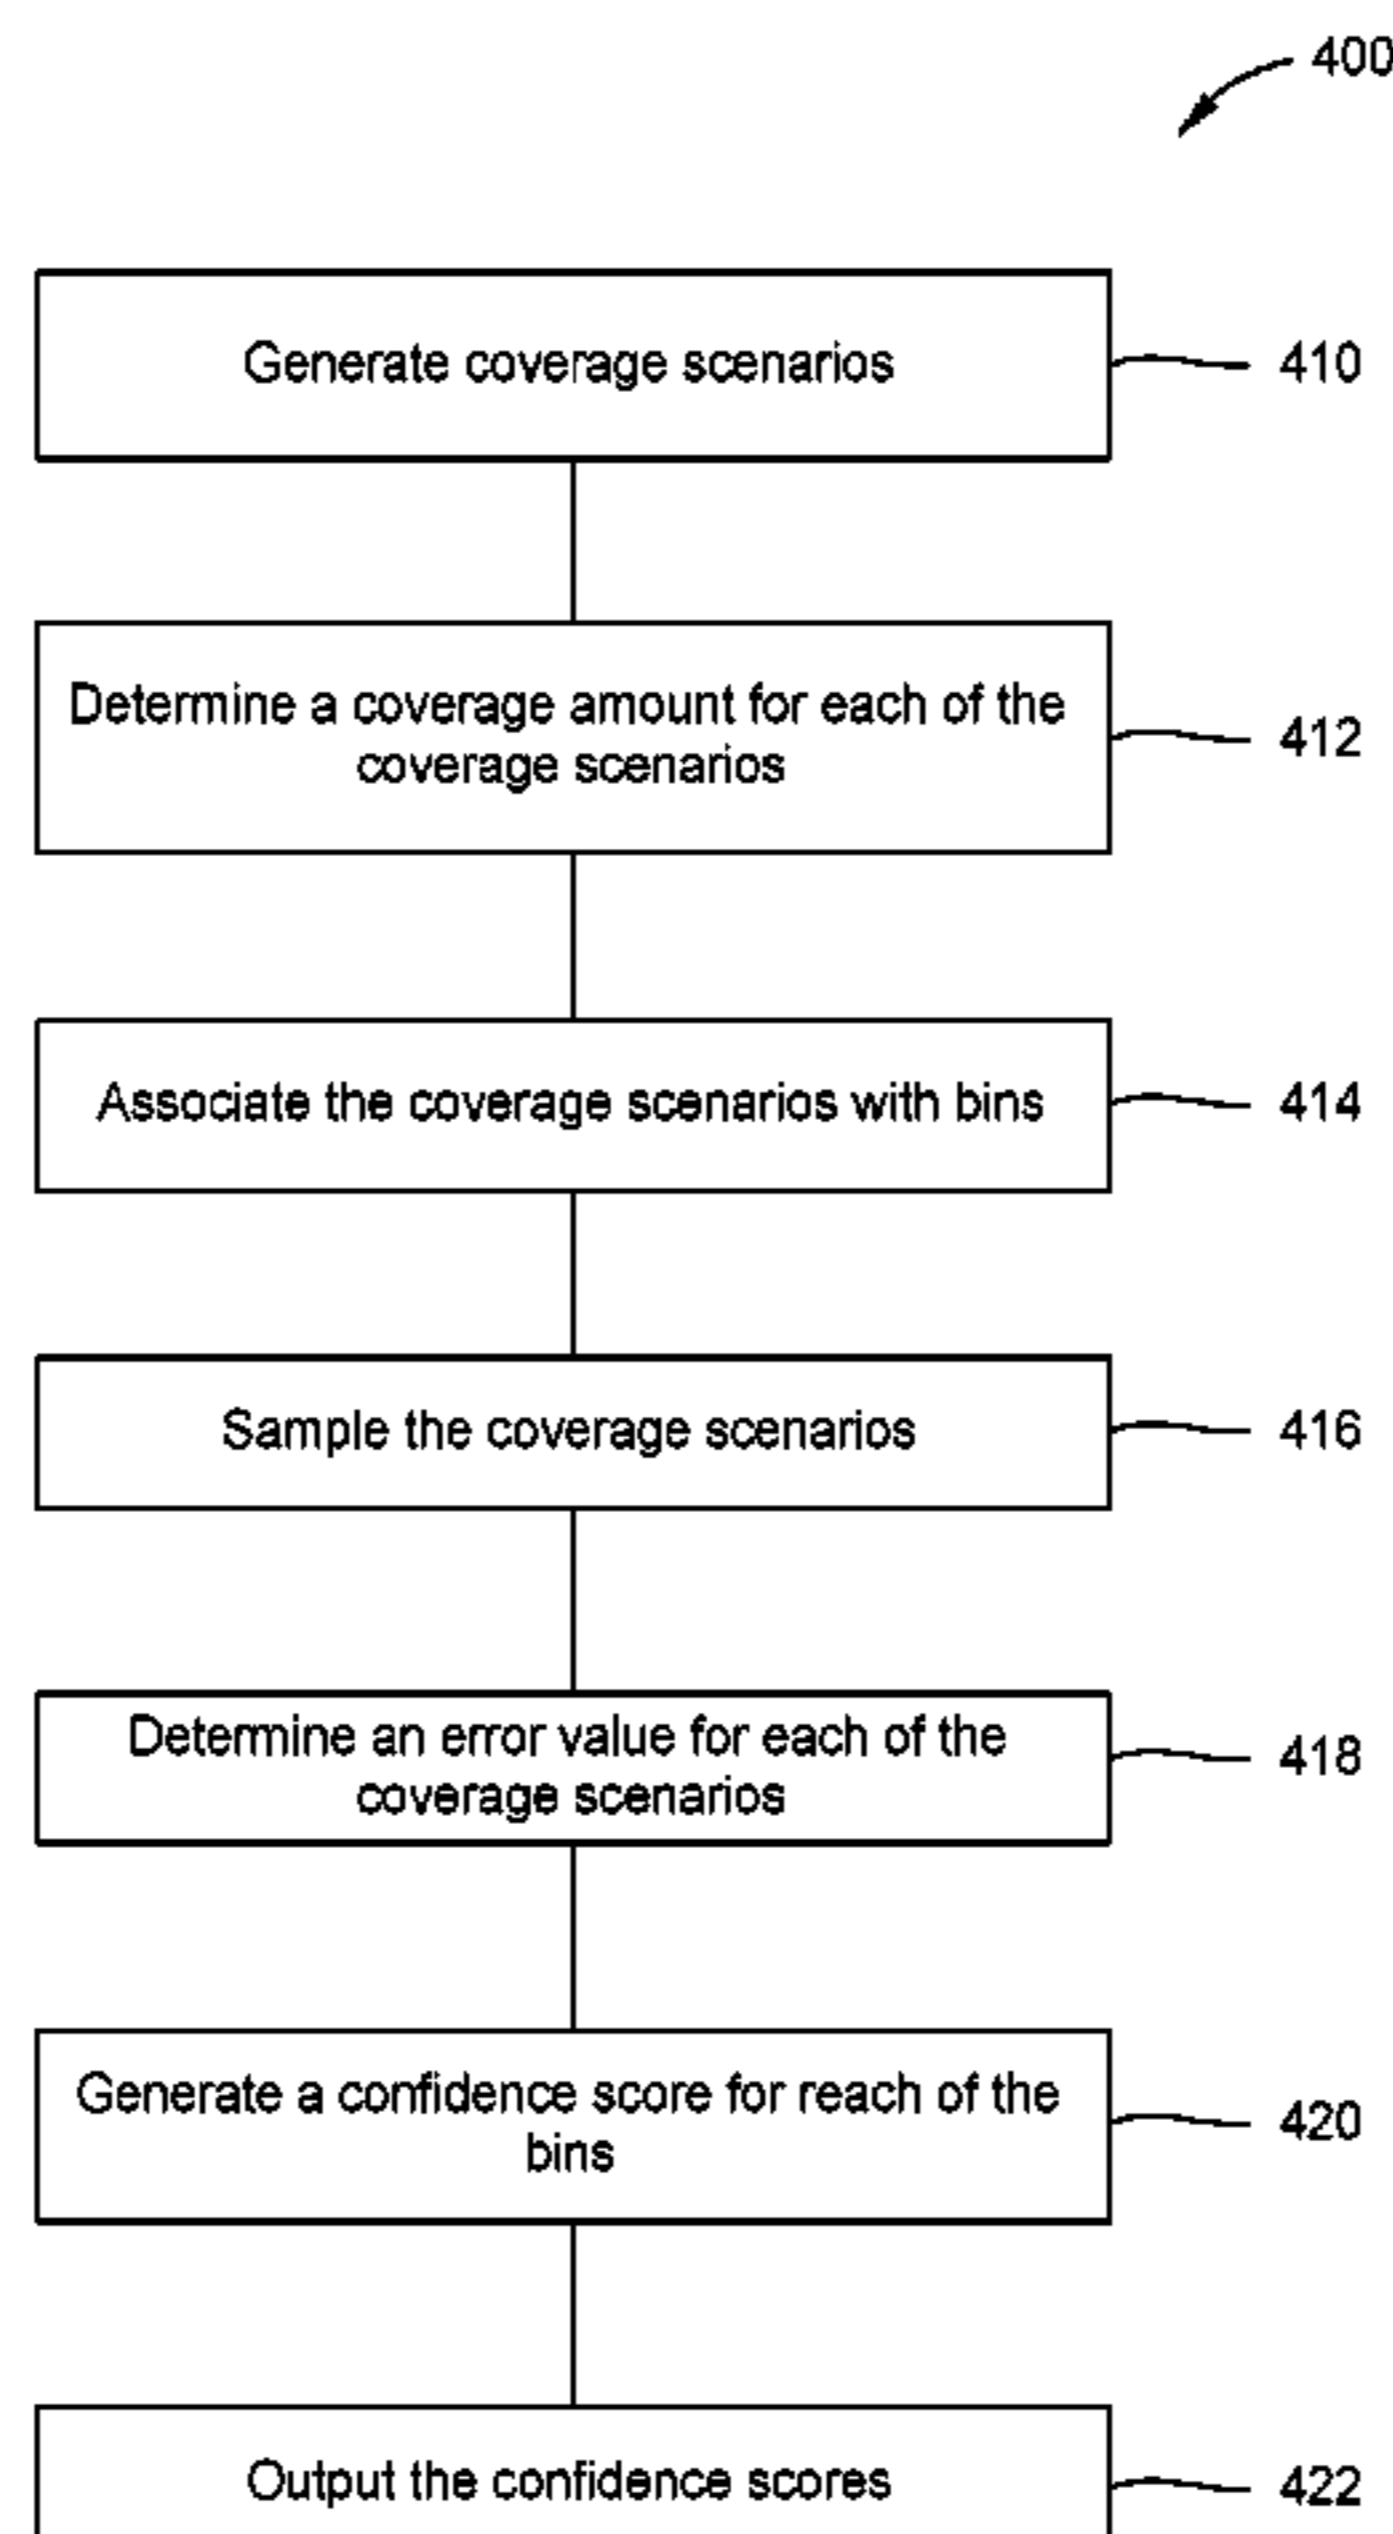 400
Generate coverage scenarios
410
Determine a coverage amount for each of the
coverage scenarios
412
Associate the coverage scenarios with bins
414
Sample the coverage scenarios
416
Determine an error value for each of the
coverage scenarios
418
Generate a confidence score for reach of the
bins
420
Output the confidence scores
422